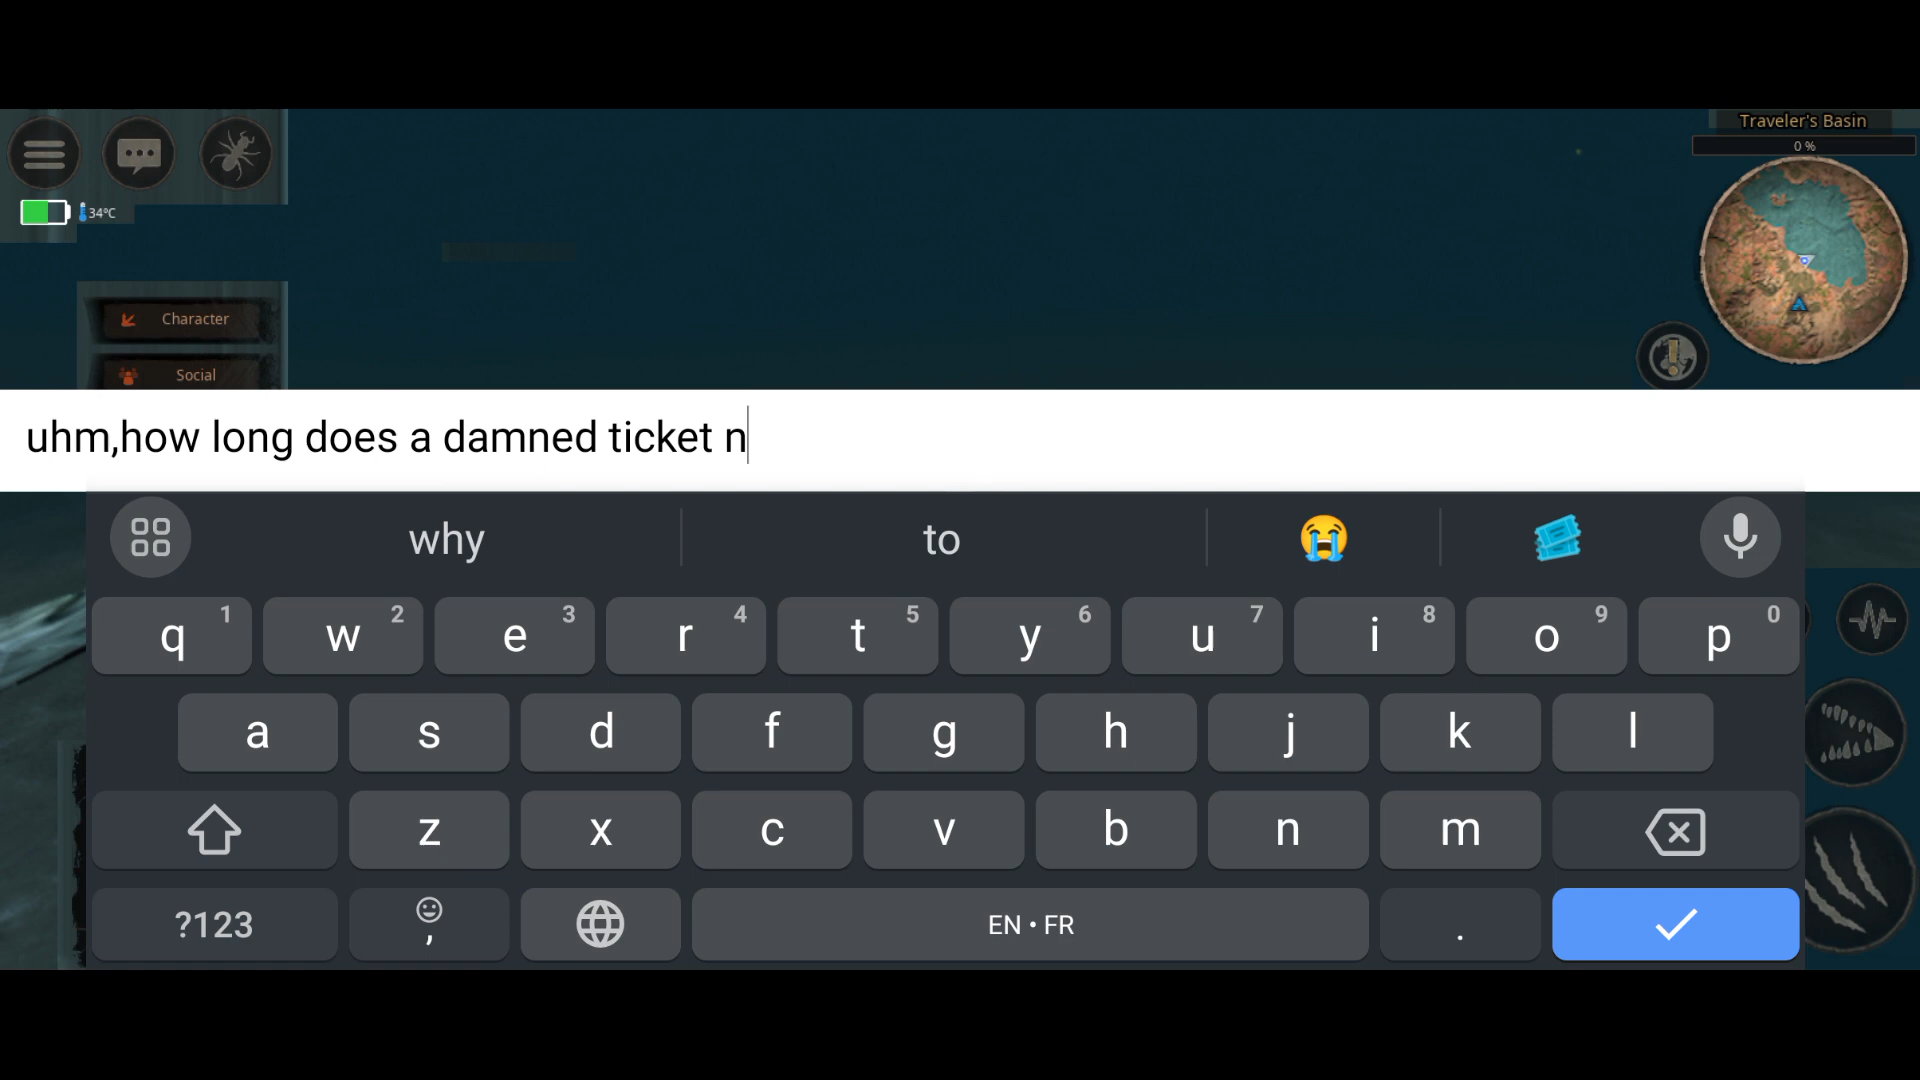 Traveler's Basin
0 %
34°C
Character
Social
uhm,how long does a damned ticket n
why to
q 1 w 2 e 3 r 4 t 5 y 6 u 7 i 8 o 9 p 0
a s d f g h j k l
z x c v b n m
?123 , EN • FR .